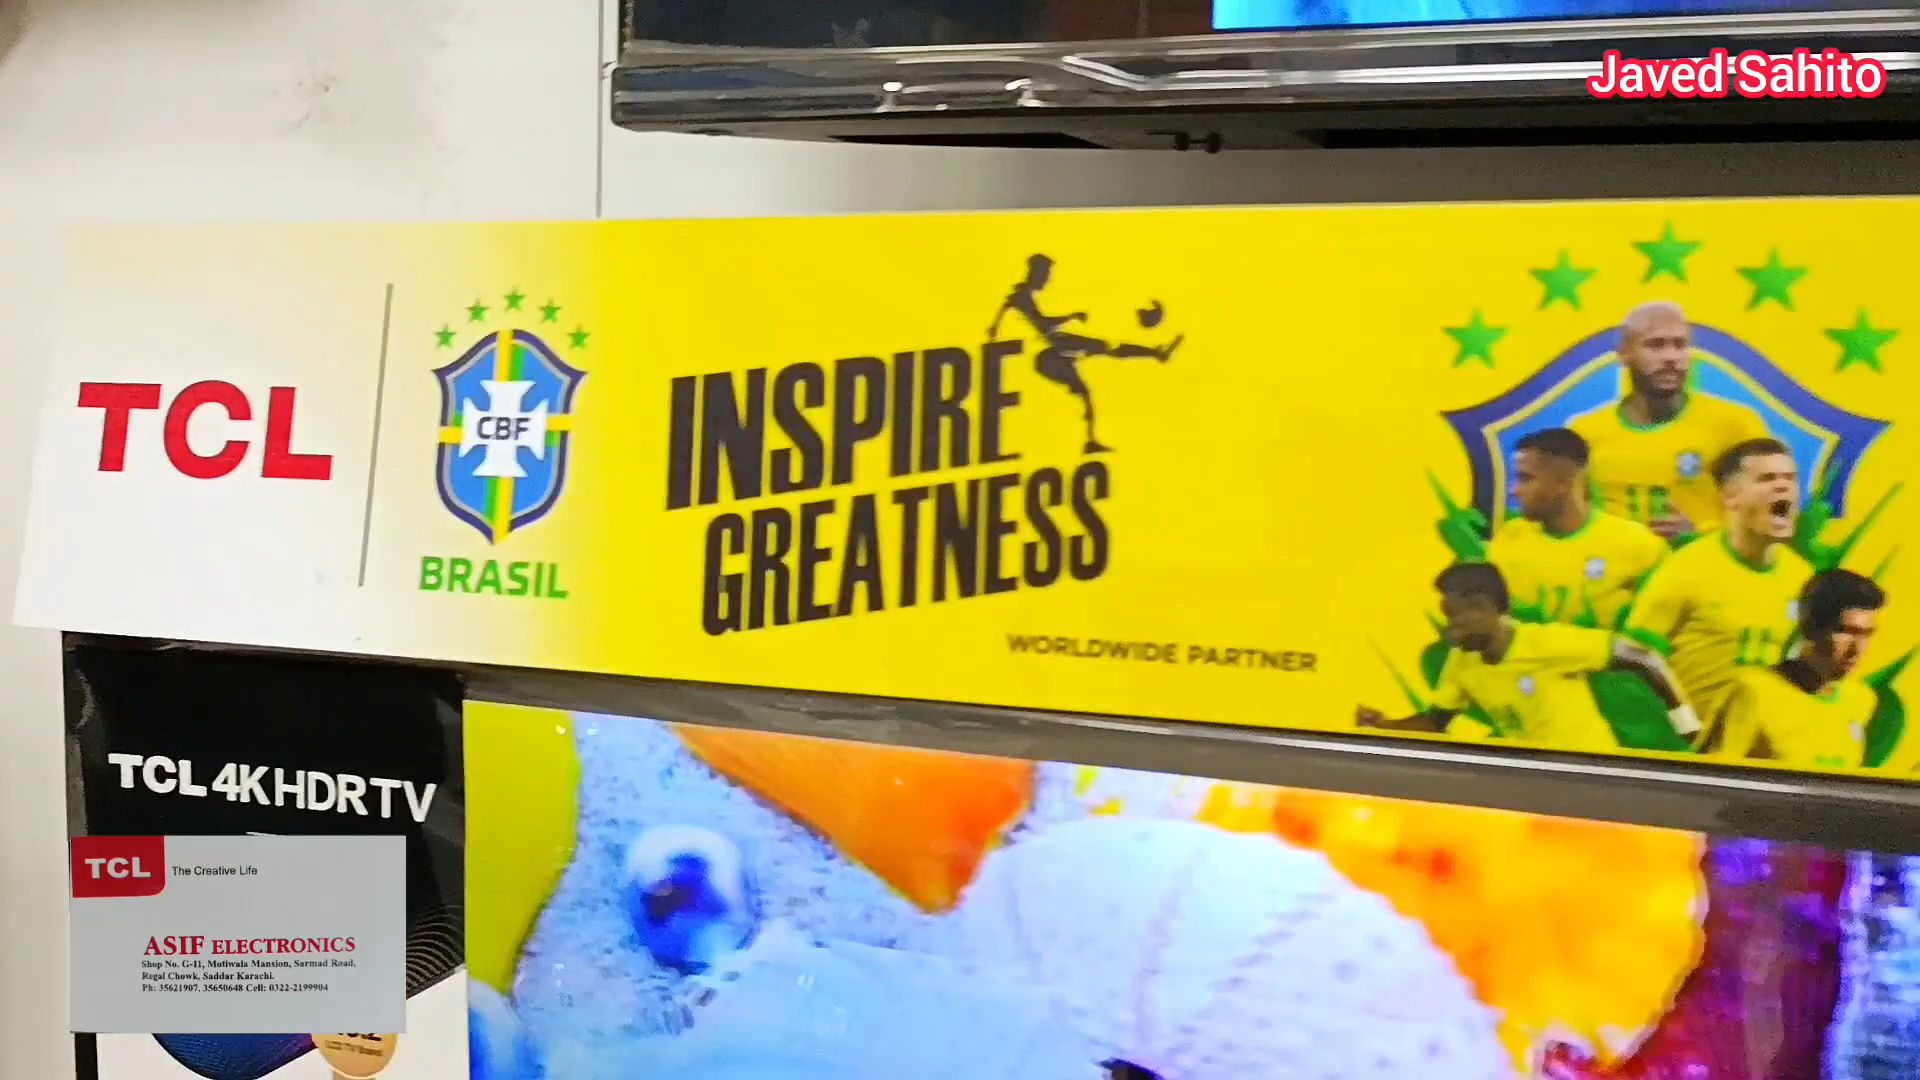 Javed Sahito
TCL
CBF
BRASIL
INSPIRE
GREATNESS
WORLDWIDE PARTNER
TCL 4K HDR TV
TCL The Creative Life
ASIF ELECTRONICS
Shop No. G-11, Motiwala Mansion, Sarmad Road,
Regal Chowk, Saddar Karachi.
Ph: 35621907, 35650648 Cell: 0322-2199904